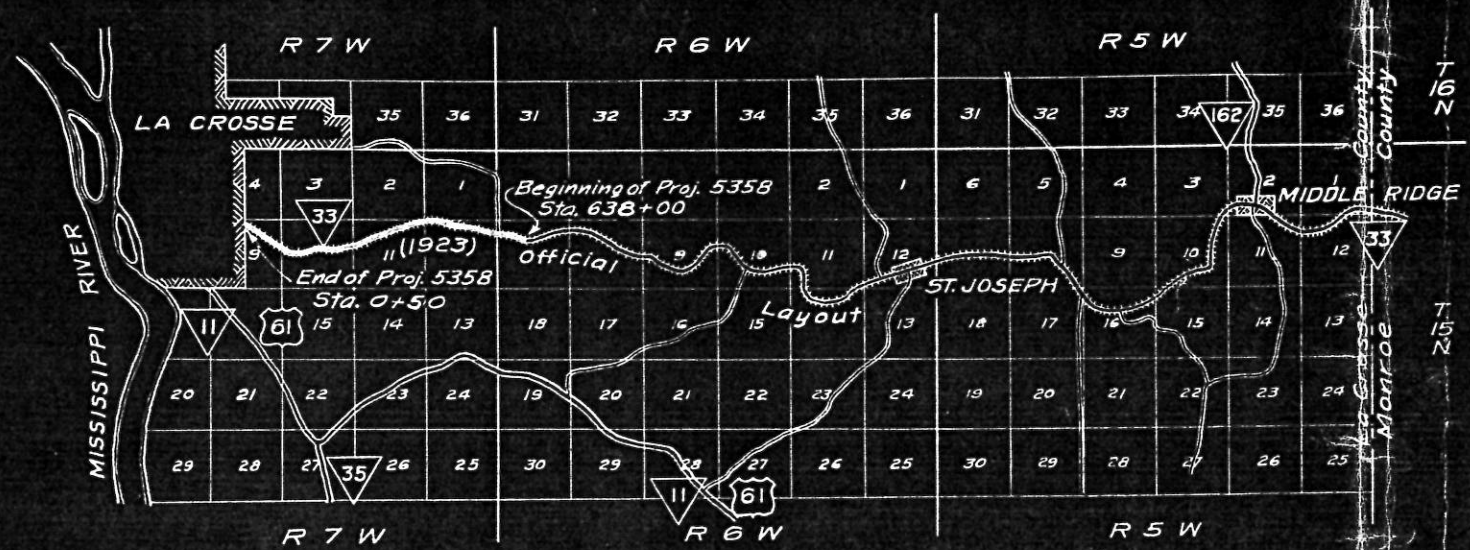 R 7 W
R 6 W
R 5 W
T 16 N
LA CROSSE
35 36 31 32 33 34 35 36 31 32 33 34 162 35 36
4 3 2 1 2 1 6 5 4 3 2 1
33
Beginning of Proj. 5358
Sta. 638+00
MIDDLE RIDGE
9 11 (1923) 9 10 11 12 9 10 11 12
33
Official
End of Proj. 5358
Sta. 0+50
Layout
ST. JOSEPH
MISSISSIPPI RIVER
11 61 15 14 13 18 17 16 15 13 18 17 16 15 14 13
T. 15 N
20 21 22 23 24 19 20 21 22 23 24 19 20 21 22 23 24
29 28 27 26 25 30 29 28 27 26 25 30 29 28 27 26 25
35
11 61
La Crosse County
Monroe County
R 7 W
R 6 W
R 5 W